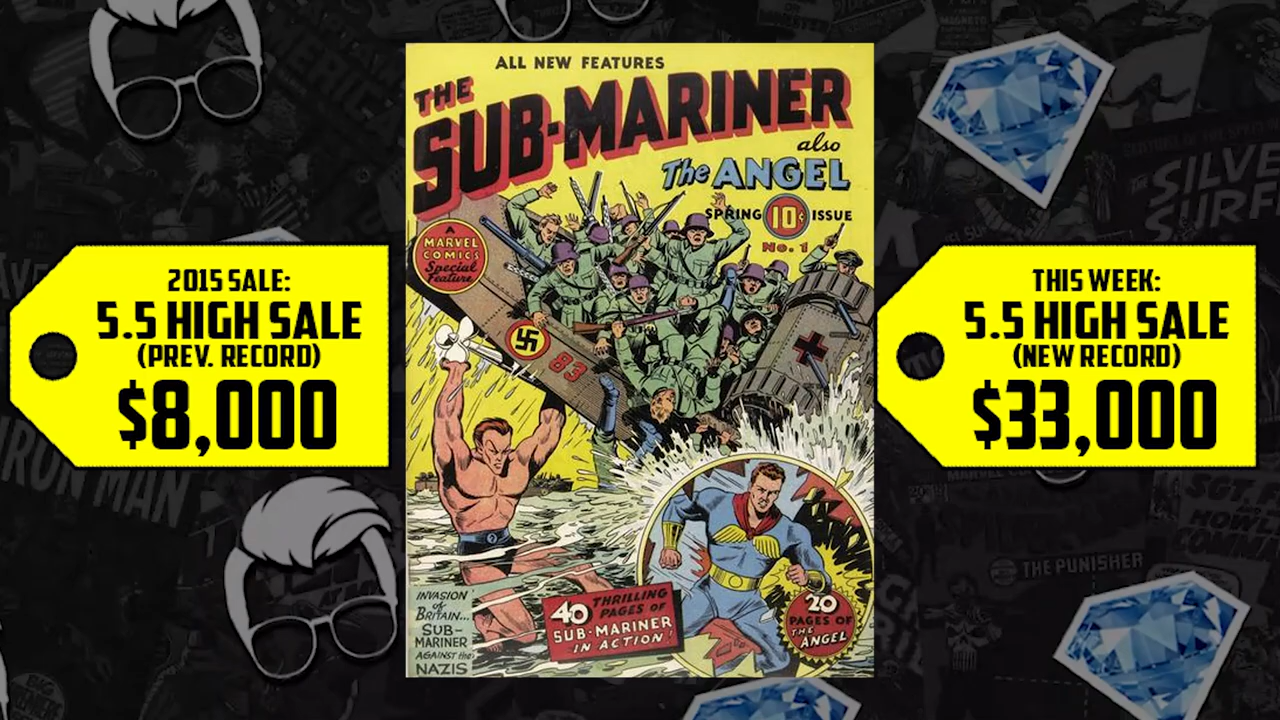 ALL NEW FEATURES
THE
SUB-MARINER
also
The ANGEL
SPRING 10¢ ISSUE
No. 1
A
MARVEL
COMICS
Special
Feature
83
INVASION
of
BRITAIN...
SUB-
MARINER
AGAINST the
NAZIS
40 THRILLING
PAGES OF
SUB-MARINER
IN ACTION!
20
PAGES OF
THE
ANGEL
2015 SALE:
5.5 HIGH SALE
(PREV. RECORD)
$8,000
THIS WEEK:
5.5 HIGH SALE
(NEW RECORD)
$33,000
IRON MAN
THE PUNISHER